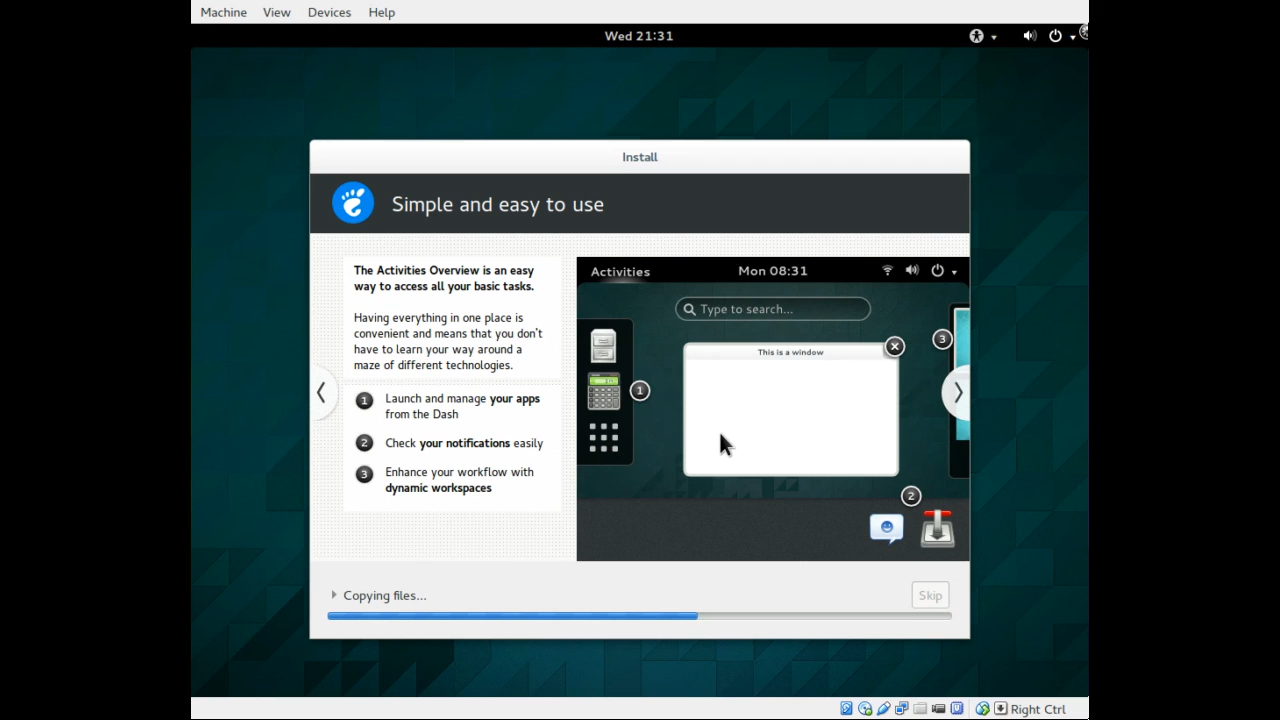 Machine View Devices Help
Wed 21:31
Install
Simple and easy to use
The Activities Overview is an easy
way to access all your basic tasks.
Having everything in one place is
convenient and means that you don't
have to learn your way around a
maze of different technologies.
1 Launch and manage your apps
from the Dash
2 Check your notifications easily
3 Enhance your workflow with
dynamic workspaces
Activities Mon 08:31
Type to search...
This is a window
3
1
2
Copying files...
Skip
Right Ctrl